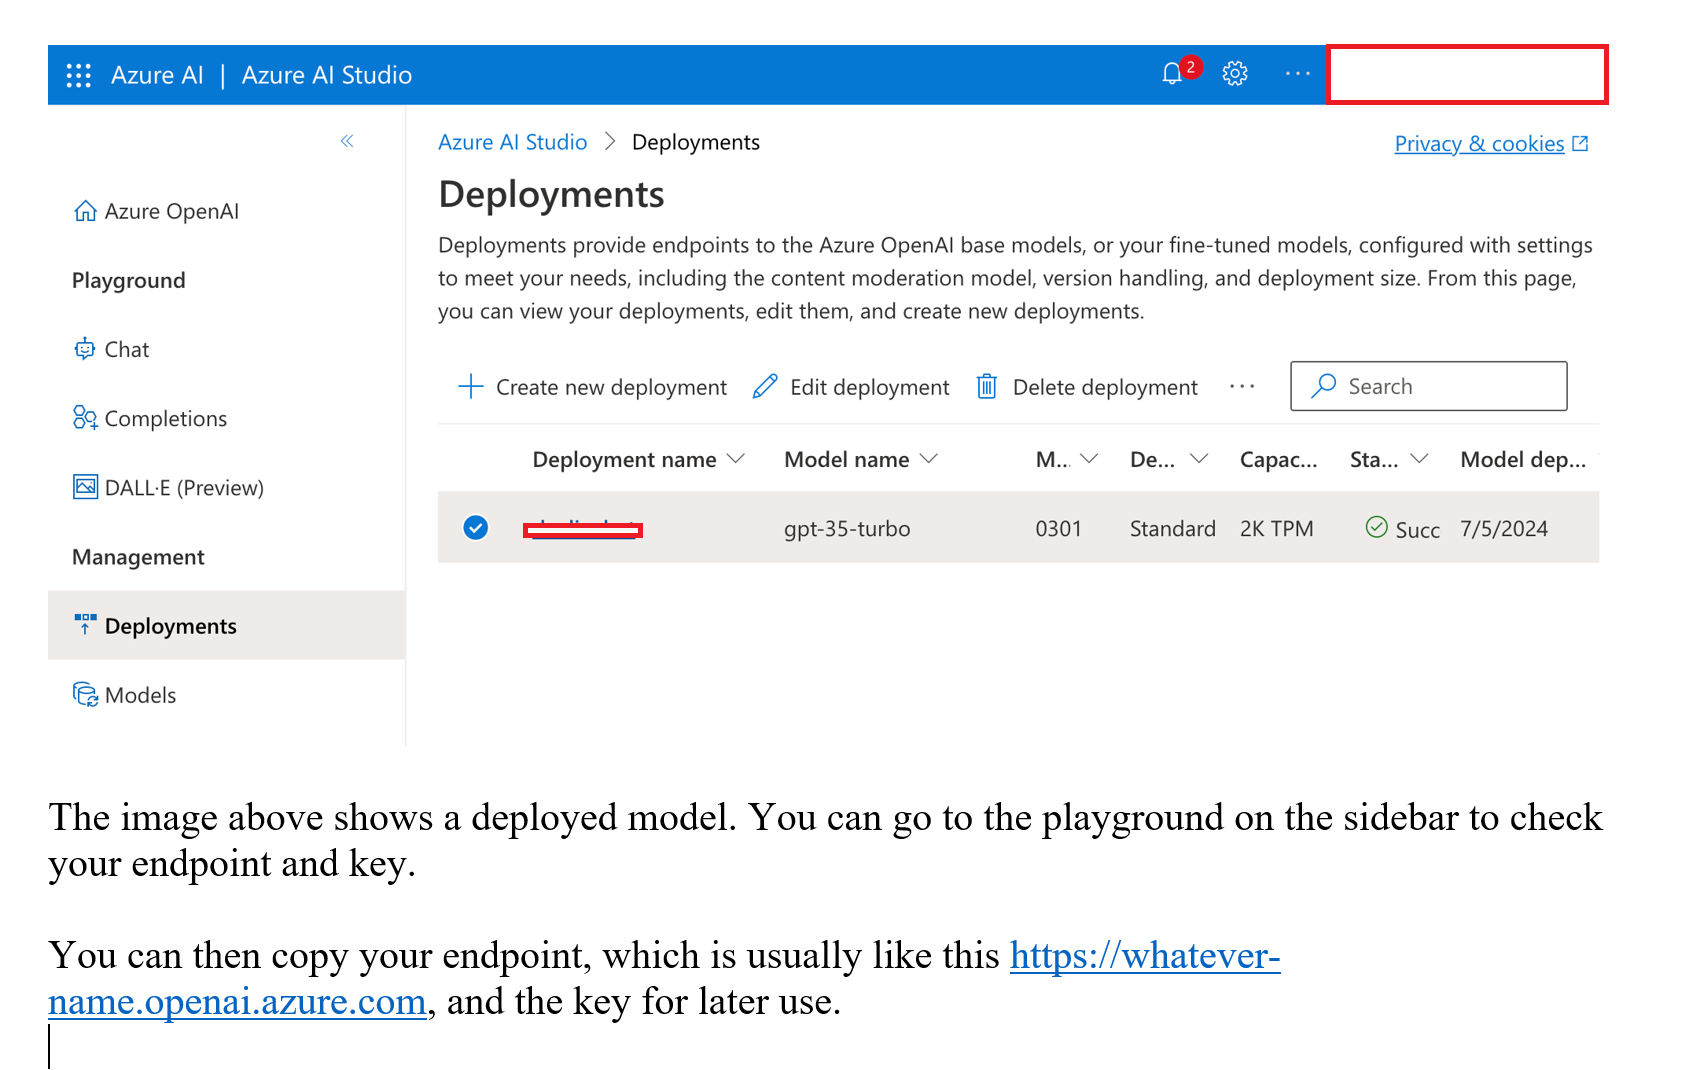 Azure AI | Azure AI Studio 2 ...
Azure AI Studio > Deployments Privacy & cookies
Deployments
Azure OpenAI
Deployments provide endpoints to the Azure OpenAI base models, or your fine-tuned models, configured with settings
to meet your needs, including the content moderation model, version handling, and deployment size. From this page,
you can view your deployments, edit them, and create new deployments.
Playground
Chat
Completions
DALL·E (Preview)
Management
Deployments
Models
Create new deployment Edit deployment Delete deployment ... Search
Deployment name Model name M... De... Capac... Sta... Model dep...
gpt-35-turbo 0301 Standard 2K TPM Succ 7/5/2024
The image above shows a deployed model. You can go to the playground on the sidebar to check
your endpoint and key.
You can then copy your endpoint, which is usually like this https://whatever-
name.openai.azure.com, and the key for later use.